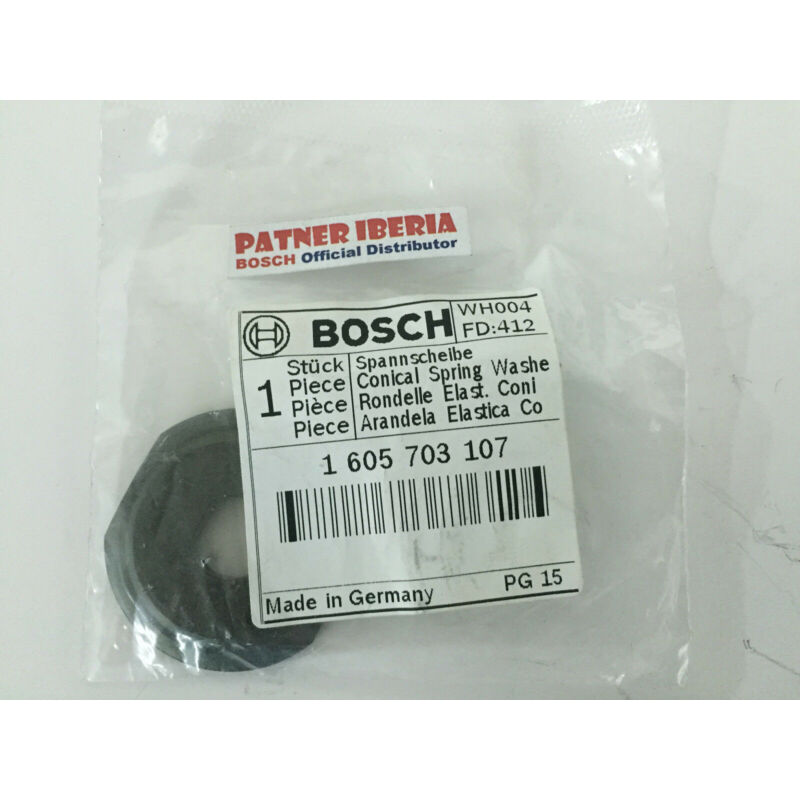 PATNER IBERIA
BOSCH Official Distributor
BOSCH
WH004
FD:412
1
Stück
Piece
Pièce
Piece
Spannscheibe
Conical Spring Washe
Rondelle Elast. Coni
Arandela Elastica Co
1 605 703 107
Made in Germany
PG 15